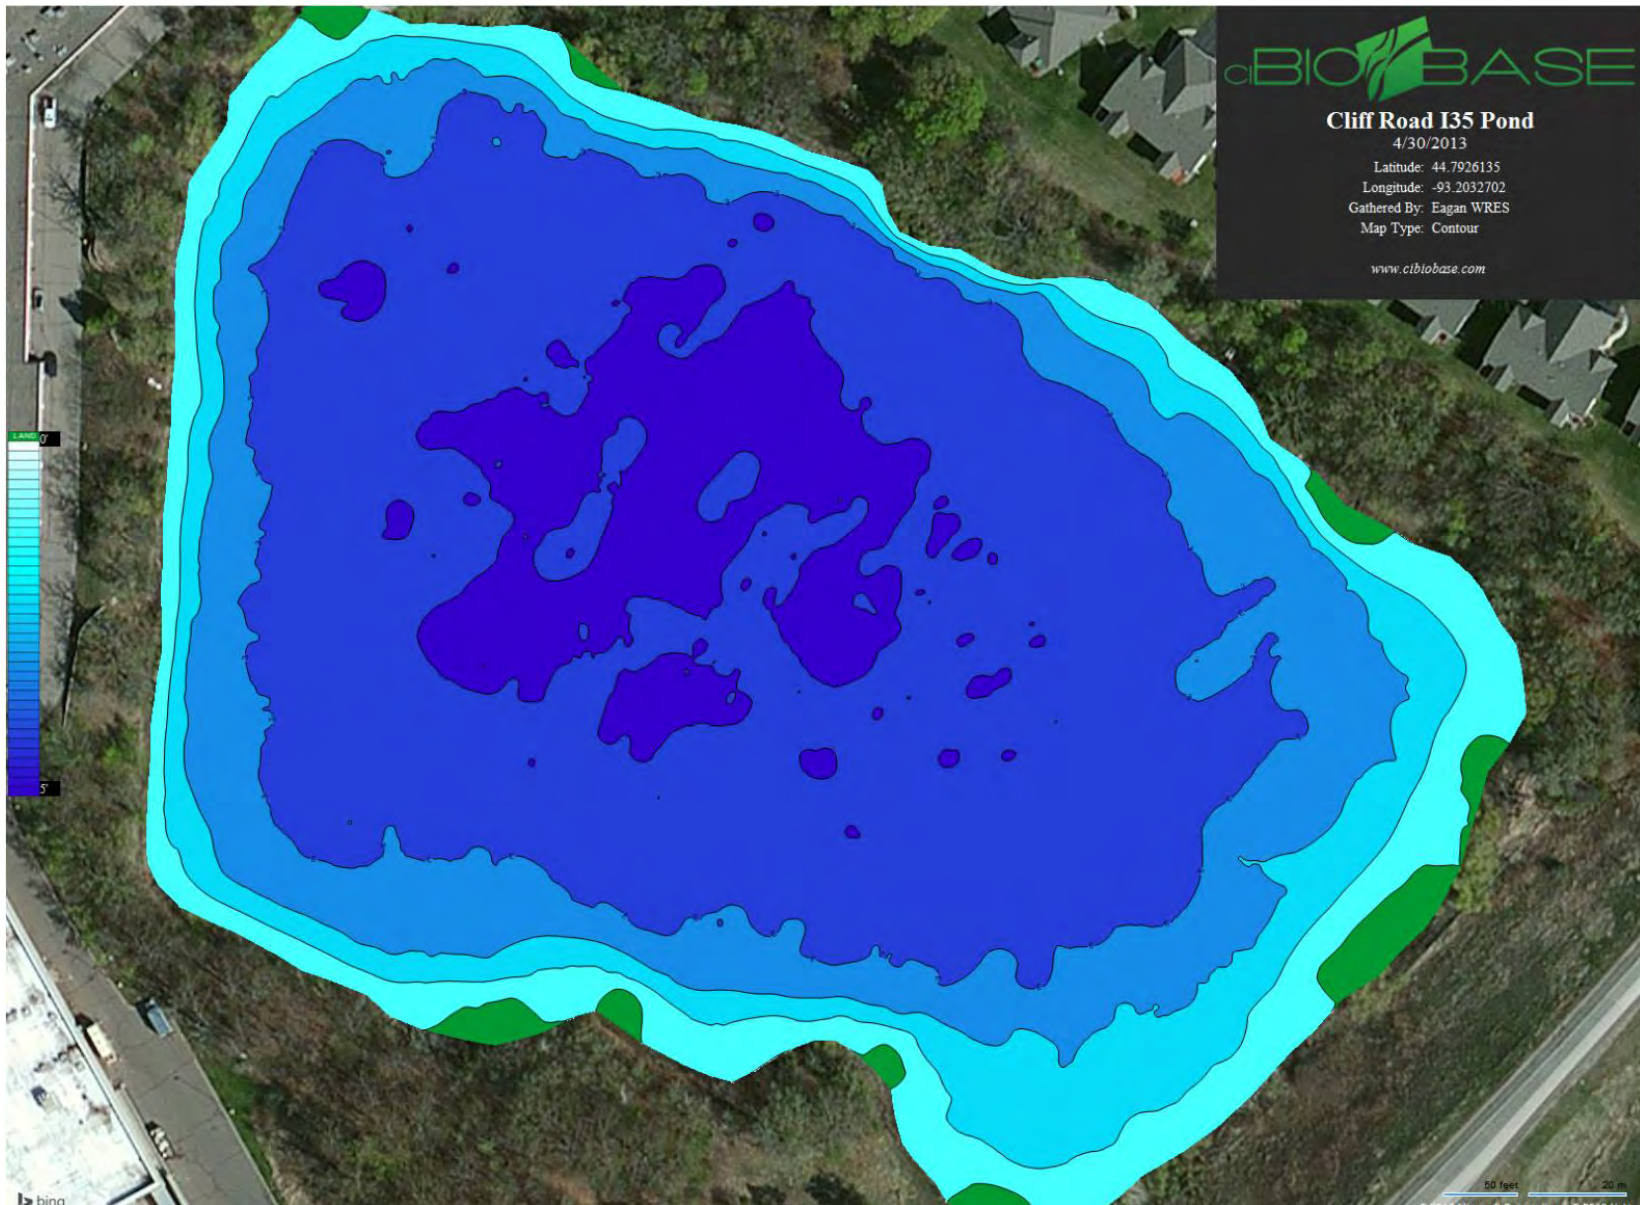 ciBIOBASE
Cliff Road I35 Pond
4/30/2013
Latitude: 44.7926135
Longitude: -93.2032702
Gathered By: Eagan WRES
Map Type: Contour
www.cibiobase.com
LAND
0'
5'
50 feet
20 m
bing